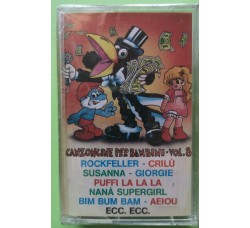 CANZONCINE PER BAMBINI - VOL. 8
ROCKFELLER - CRILÙ
SUSANNA - GIORGIE
PUFFI LA LA LA
NANÀ SUPERGIRL
BIM BUM BAM - AEIOU
ECC. ECC.